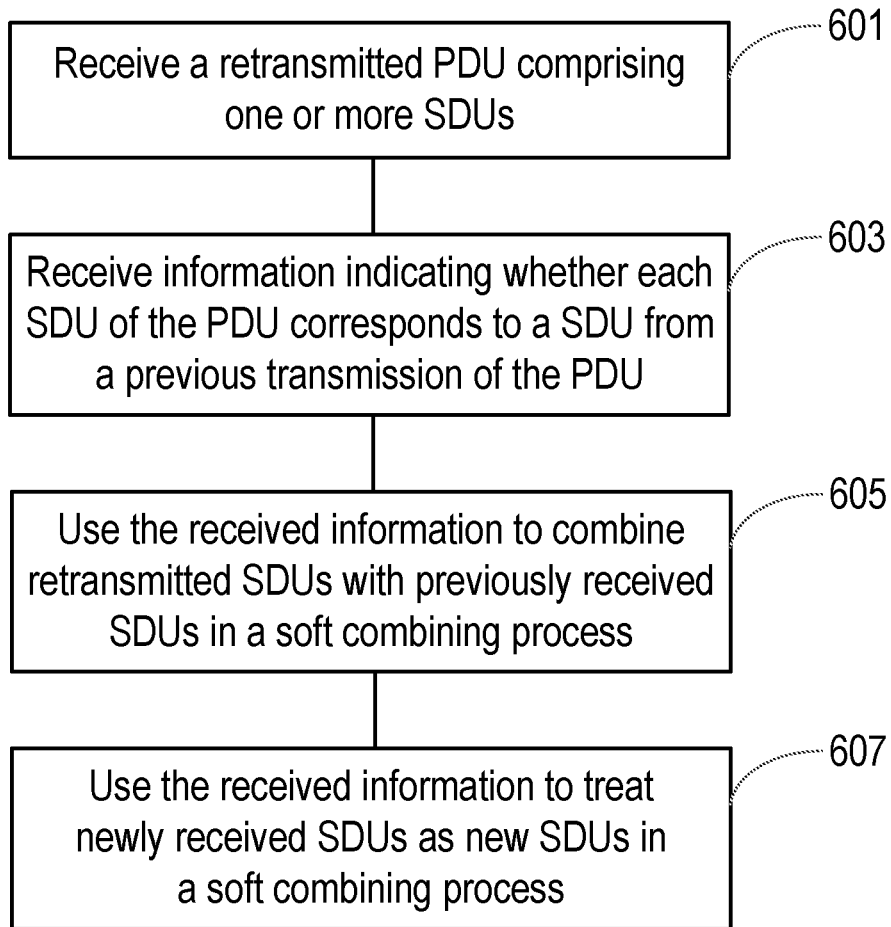 601
Receive a retransmitted PDU comprising
one or more SDUs
603
Receive information indicating whether each
SDU of the PDU corresponds to a SDU from
a previous transmission of the PDU
605
Use the received information to combine
retransmitted SDUs with previously received
SDUs in a soft combining process
607
Use the received information to treat
newly received SDUs as new SDUs in
a soft combining process